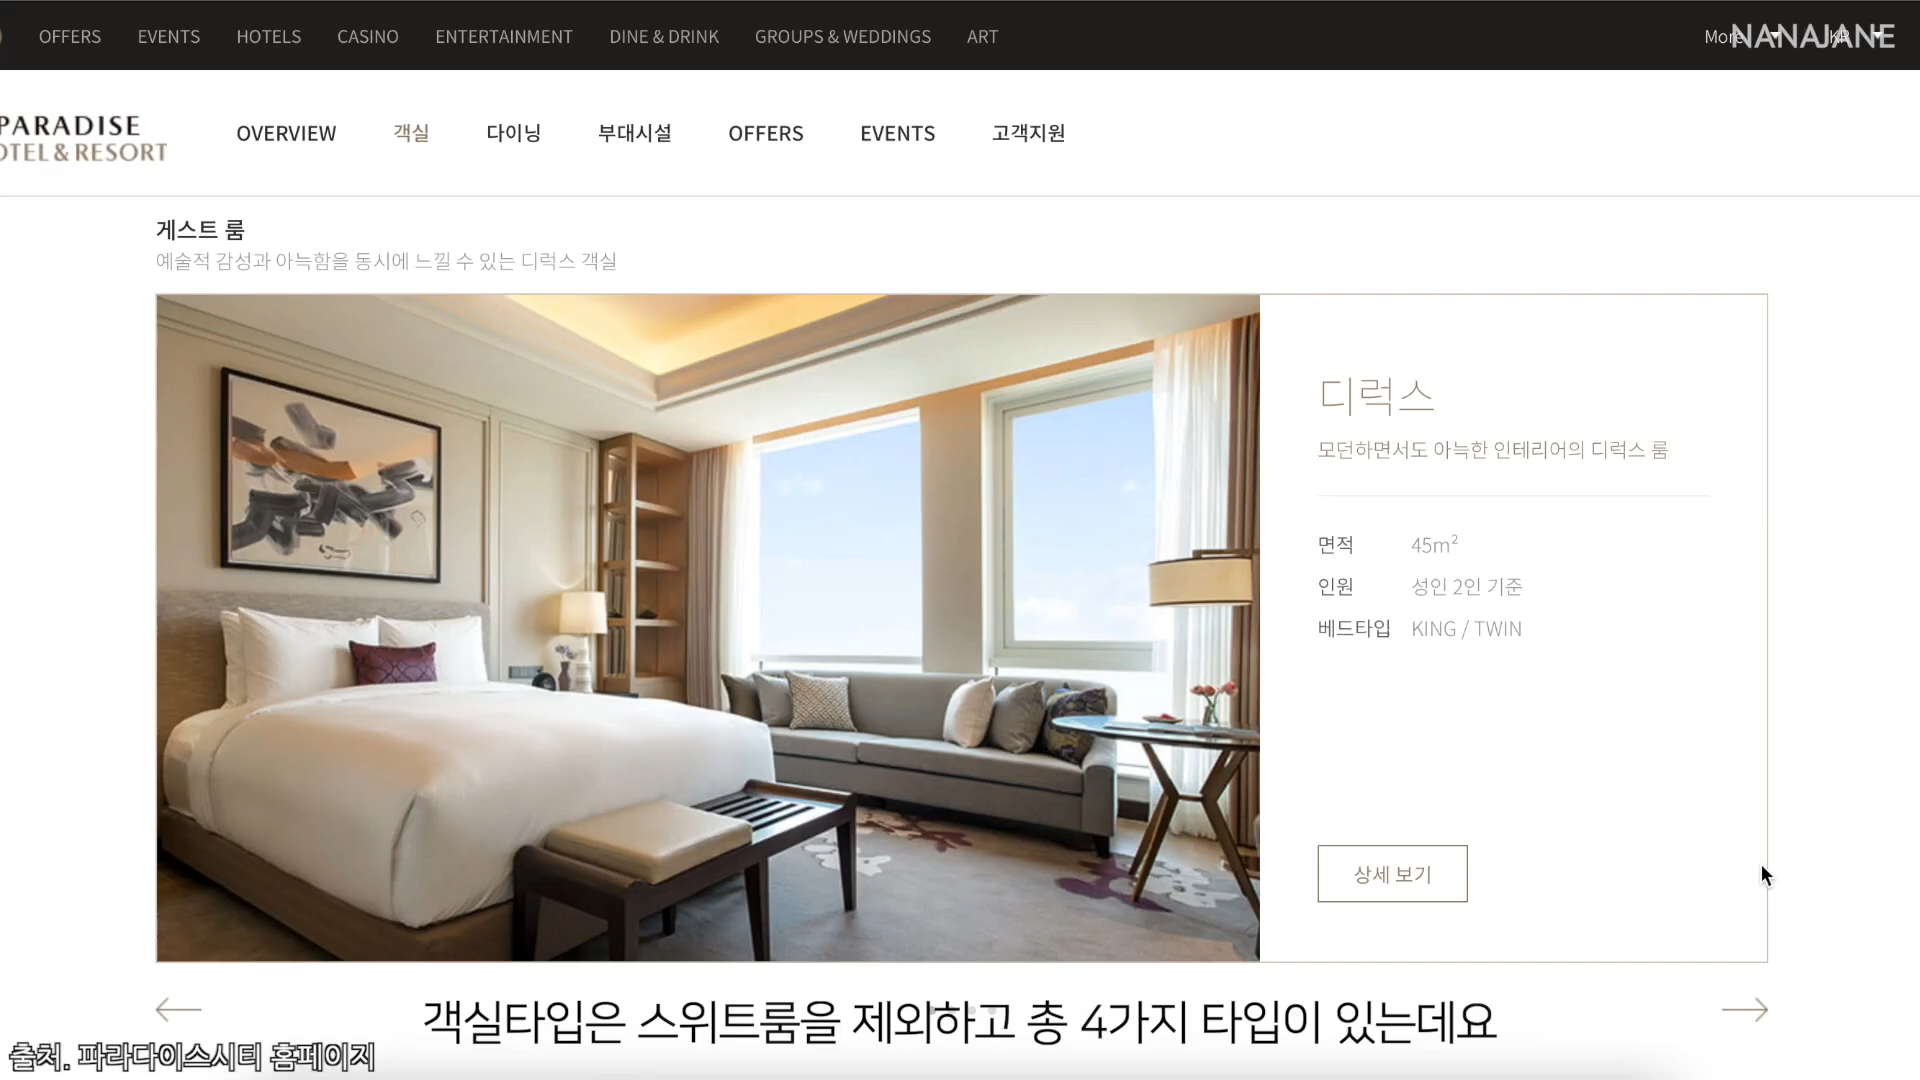 OFFERS EVENTS HOTELS CASINO ENTERTAINMENT DINE & DRINK GROUPS & WEDDINGS ART More KR
NANAJANE
PARADISE
OTEL & RESORT
OVERVIEW 객실 다이닝 부대시설 OFFERS EVENTS 고객지원
게스트 룸
예술적 감성과 아늑함을 동시에 느낄 수 있는 디럭스 객실
디럭스
모던하면서도 아늑한 인테리어의 디럭스 룸
면적 45m²
인원 성인 2인 기준
베드타입 KING / TWIN
상세 보기
객실타입은 스위트룸을 제외하고 총 4가지 타입이 있는데요
출처. 파라다이스시티 홈페이지